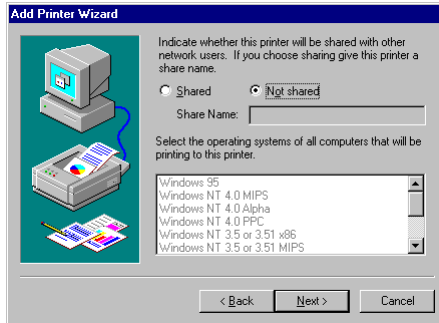 Add Printer Wizard
Indicate whether this printer will be shared with other
network users. If you choose sharing give this printer a
share name.
Shared Not shared
Share Name:
Select the operating systems of all computers that will be
printing to this printer.
Windows 95
Windows NT 4.0 MIPS
Windows NT 4.0 Alpha
Windows NT 4.0 PPC
Windows NT 3.5 or 3.51 x86
Windows NT 3.5 or 3.51 MIPS
< Back Next > Cancel